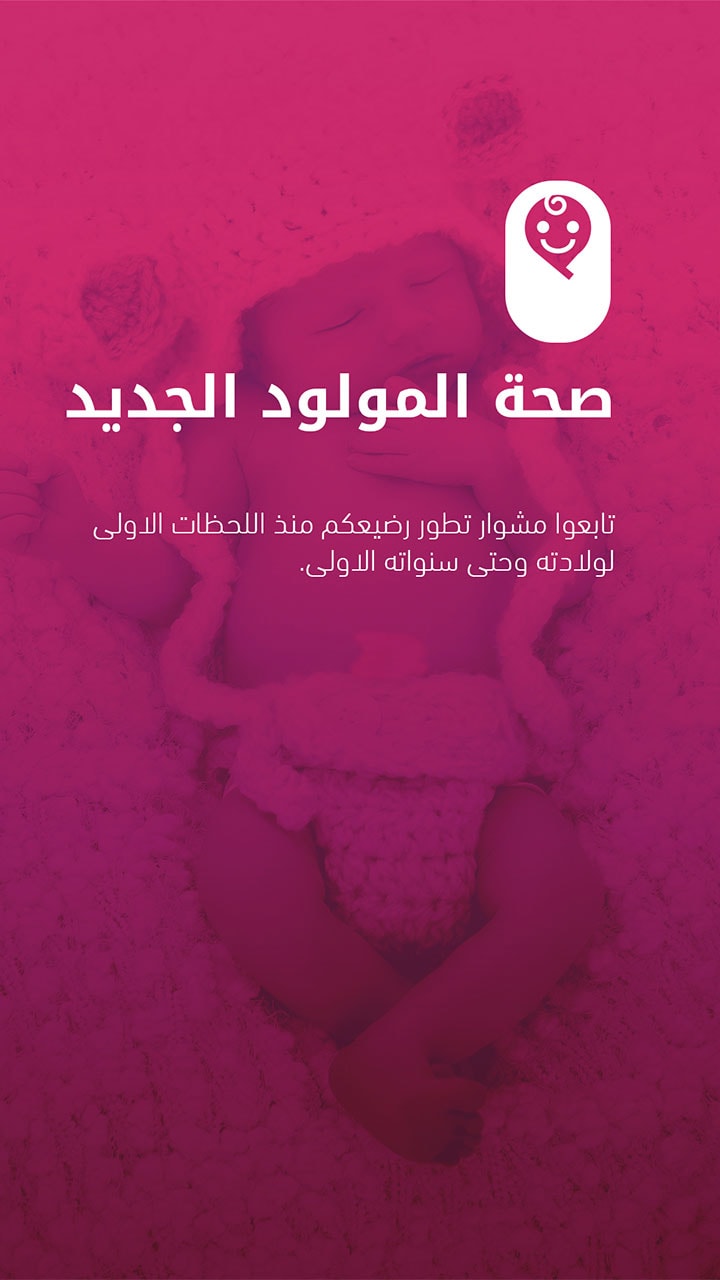 صحة المولود الجديد
تابعوا مشوار تطور رضيعكم منذ اللحظات الاولى
لولادته وحتى سنواته الاولى.